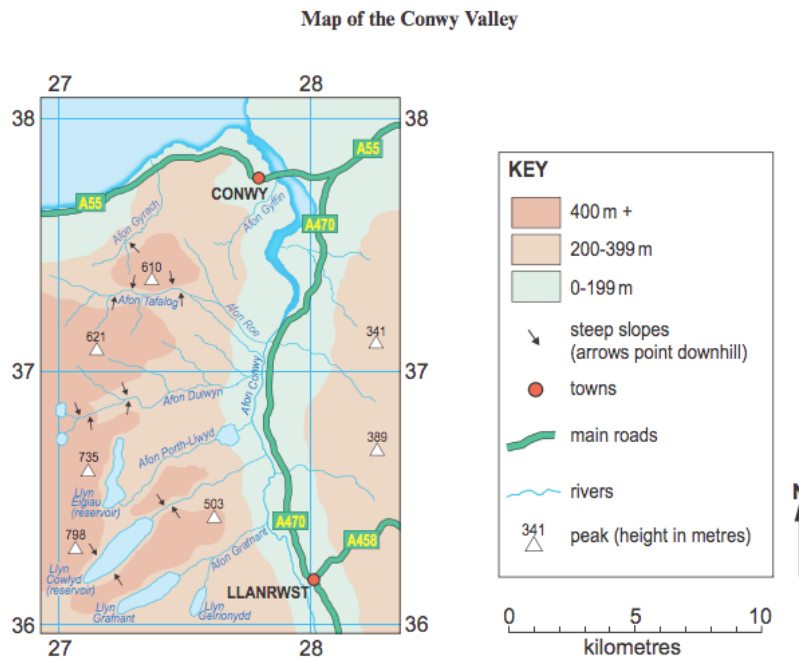 Map of the Conwy Valley
27
28
38
38
A55
A55
CONWY
Afon Gyffin
Afon Gyrach
A470
610
Afon Tafalog
Afon Roe
621
341
37
37
Afon Conwy
Afon Dulwyn
389
Afon Porth-Llwyd
735
Llyn
Eigiau
(reservoir)
503
A470
798
A458
Afon Grafnant
Llyn
Cowlyd
(reservoir)
LLANRWST
Llyn
Grafnant
Llyn
Geirionydd
36
36
27
28
KEY
400 m +
200-399 m
0-199 m
steep slopes
(arrows point downhill)
towns
main roads
rivers
341
peak (height in metres)
0
5
10
kilometres